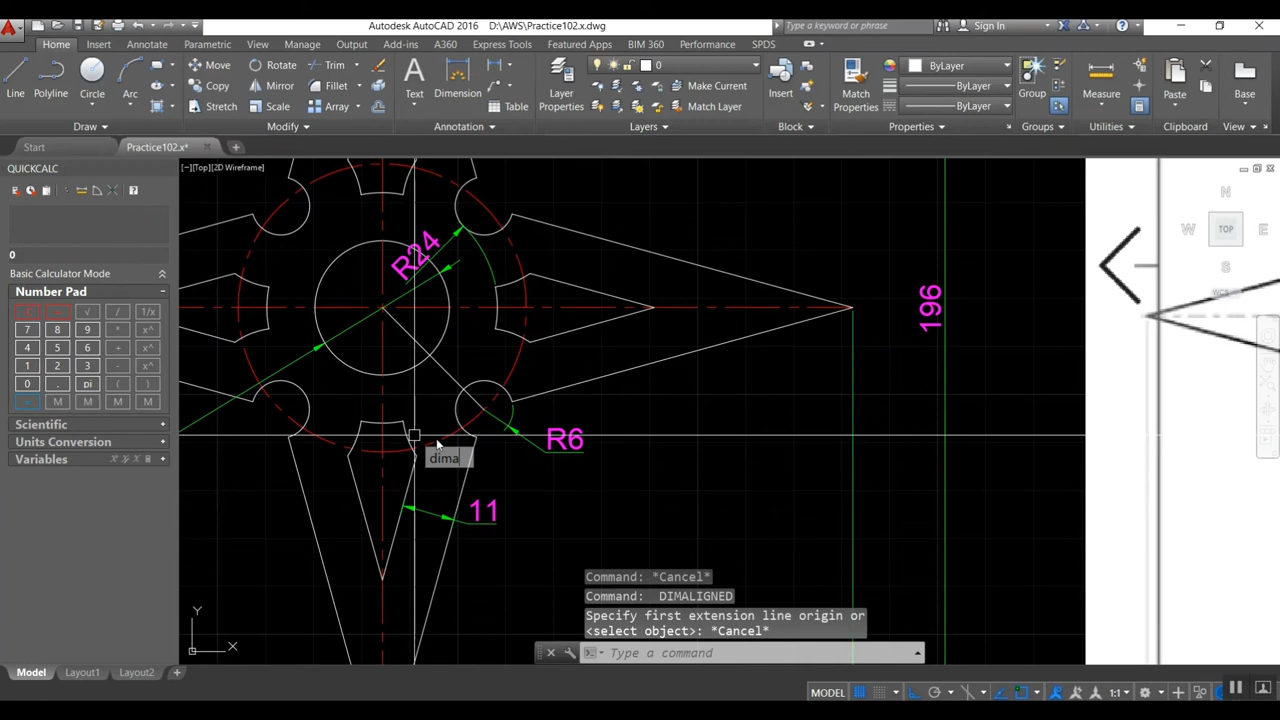 Autodesk AutoCAD 2016 D:\AWS\Practice102.x.dwg
Type a keyword or phrase
Sign In
Home Insert Annotate Parametric View Manage Output Add-ins A360 Express Tools Featured Apps BIM 360 Performance SPDS
Line Polyline Circle Arc
Move Rotate Trim
Copy Mirror Fillet
Stretch Scale Array
Text Dimension Table
Layer Properties
0
Make Current
Match Layer
Insert
Match Properties
ByLayer
ByLayer
ByLayer
Group Measure Paste Base
Draw Modify Annotation Layers Block Properties Groups Utilities Clipboard View
Start Practice102.x*
QUICKCALC
0
Basic Calculator Mode
Number Pad
C √ / 1/x
7 8 9 * x^
4 5 6 + x^
1 2 3 - x^
0 . pi ( )
= M M M M
Scientific
Units Conversion
Variables
[−][Top][2D Wireframe]
R24
196
R6
11
dima
N
W TOP E
S
WCS
Command: *Cancel*
Command: DIMALIGNED
Specify first extension line origin or
<select object>: *Cancel*
Type a command
Y
X
Model Layout1 Layout2
MODEL 1:1